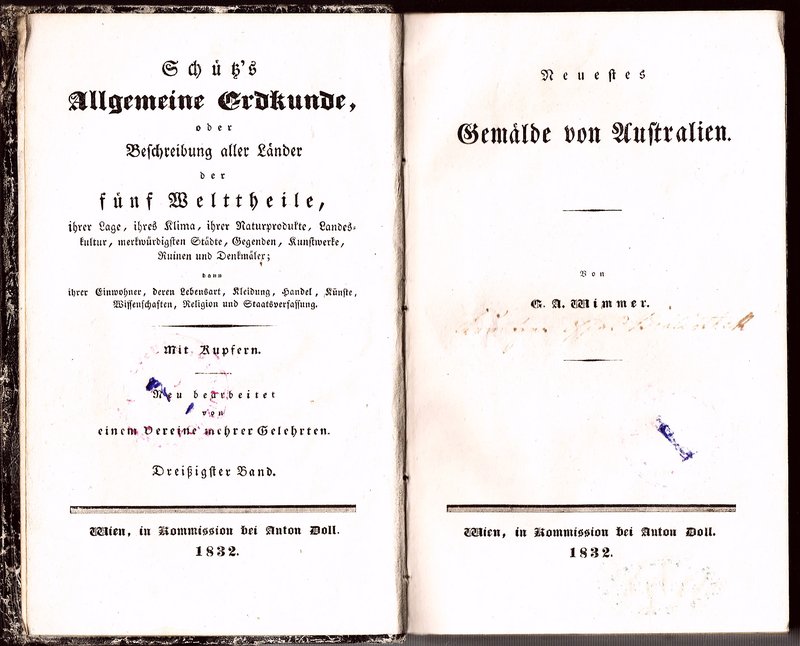 Schütz's
Allgemeine Erdkunde,
oder
Beschreibung aller Länder
der
fünf Welttheile,
ihrer Lage, ihres Klima, ihrer Naturprodukte, Landes-
kultur, merkwürdigsten Städte, Gegenden, Kunstwerke,
Ruinen und Denkmäler;
dann
ihrer Einwohner, deren Lebensart, Kleidung, Handel, Künste,
Wissenschaften, Religion und Staatsverfassung.
Mit Kupfern.
Neu bearbeitet
von
einem Vereine mehrer Gelehrten.
Dreißigster Band.
Wien, in Kommission bei Anton Doll.
1832.
Neuestes
Gemälde von Australien.
Von
G. A. Wimmer.
Wien, in Kommission bei Anton Doll.
1832.